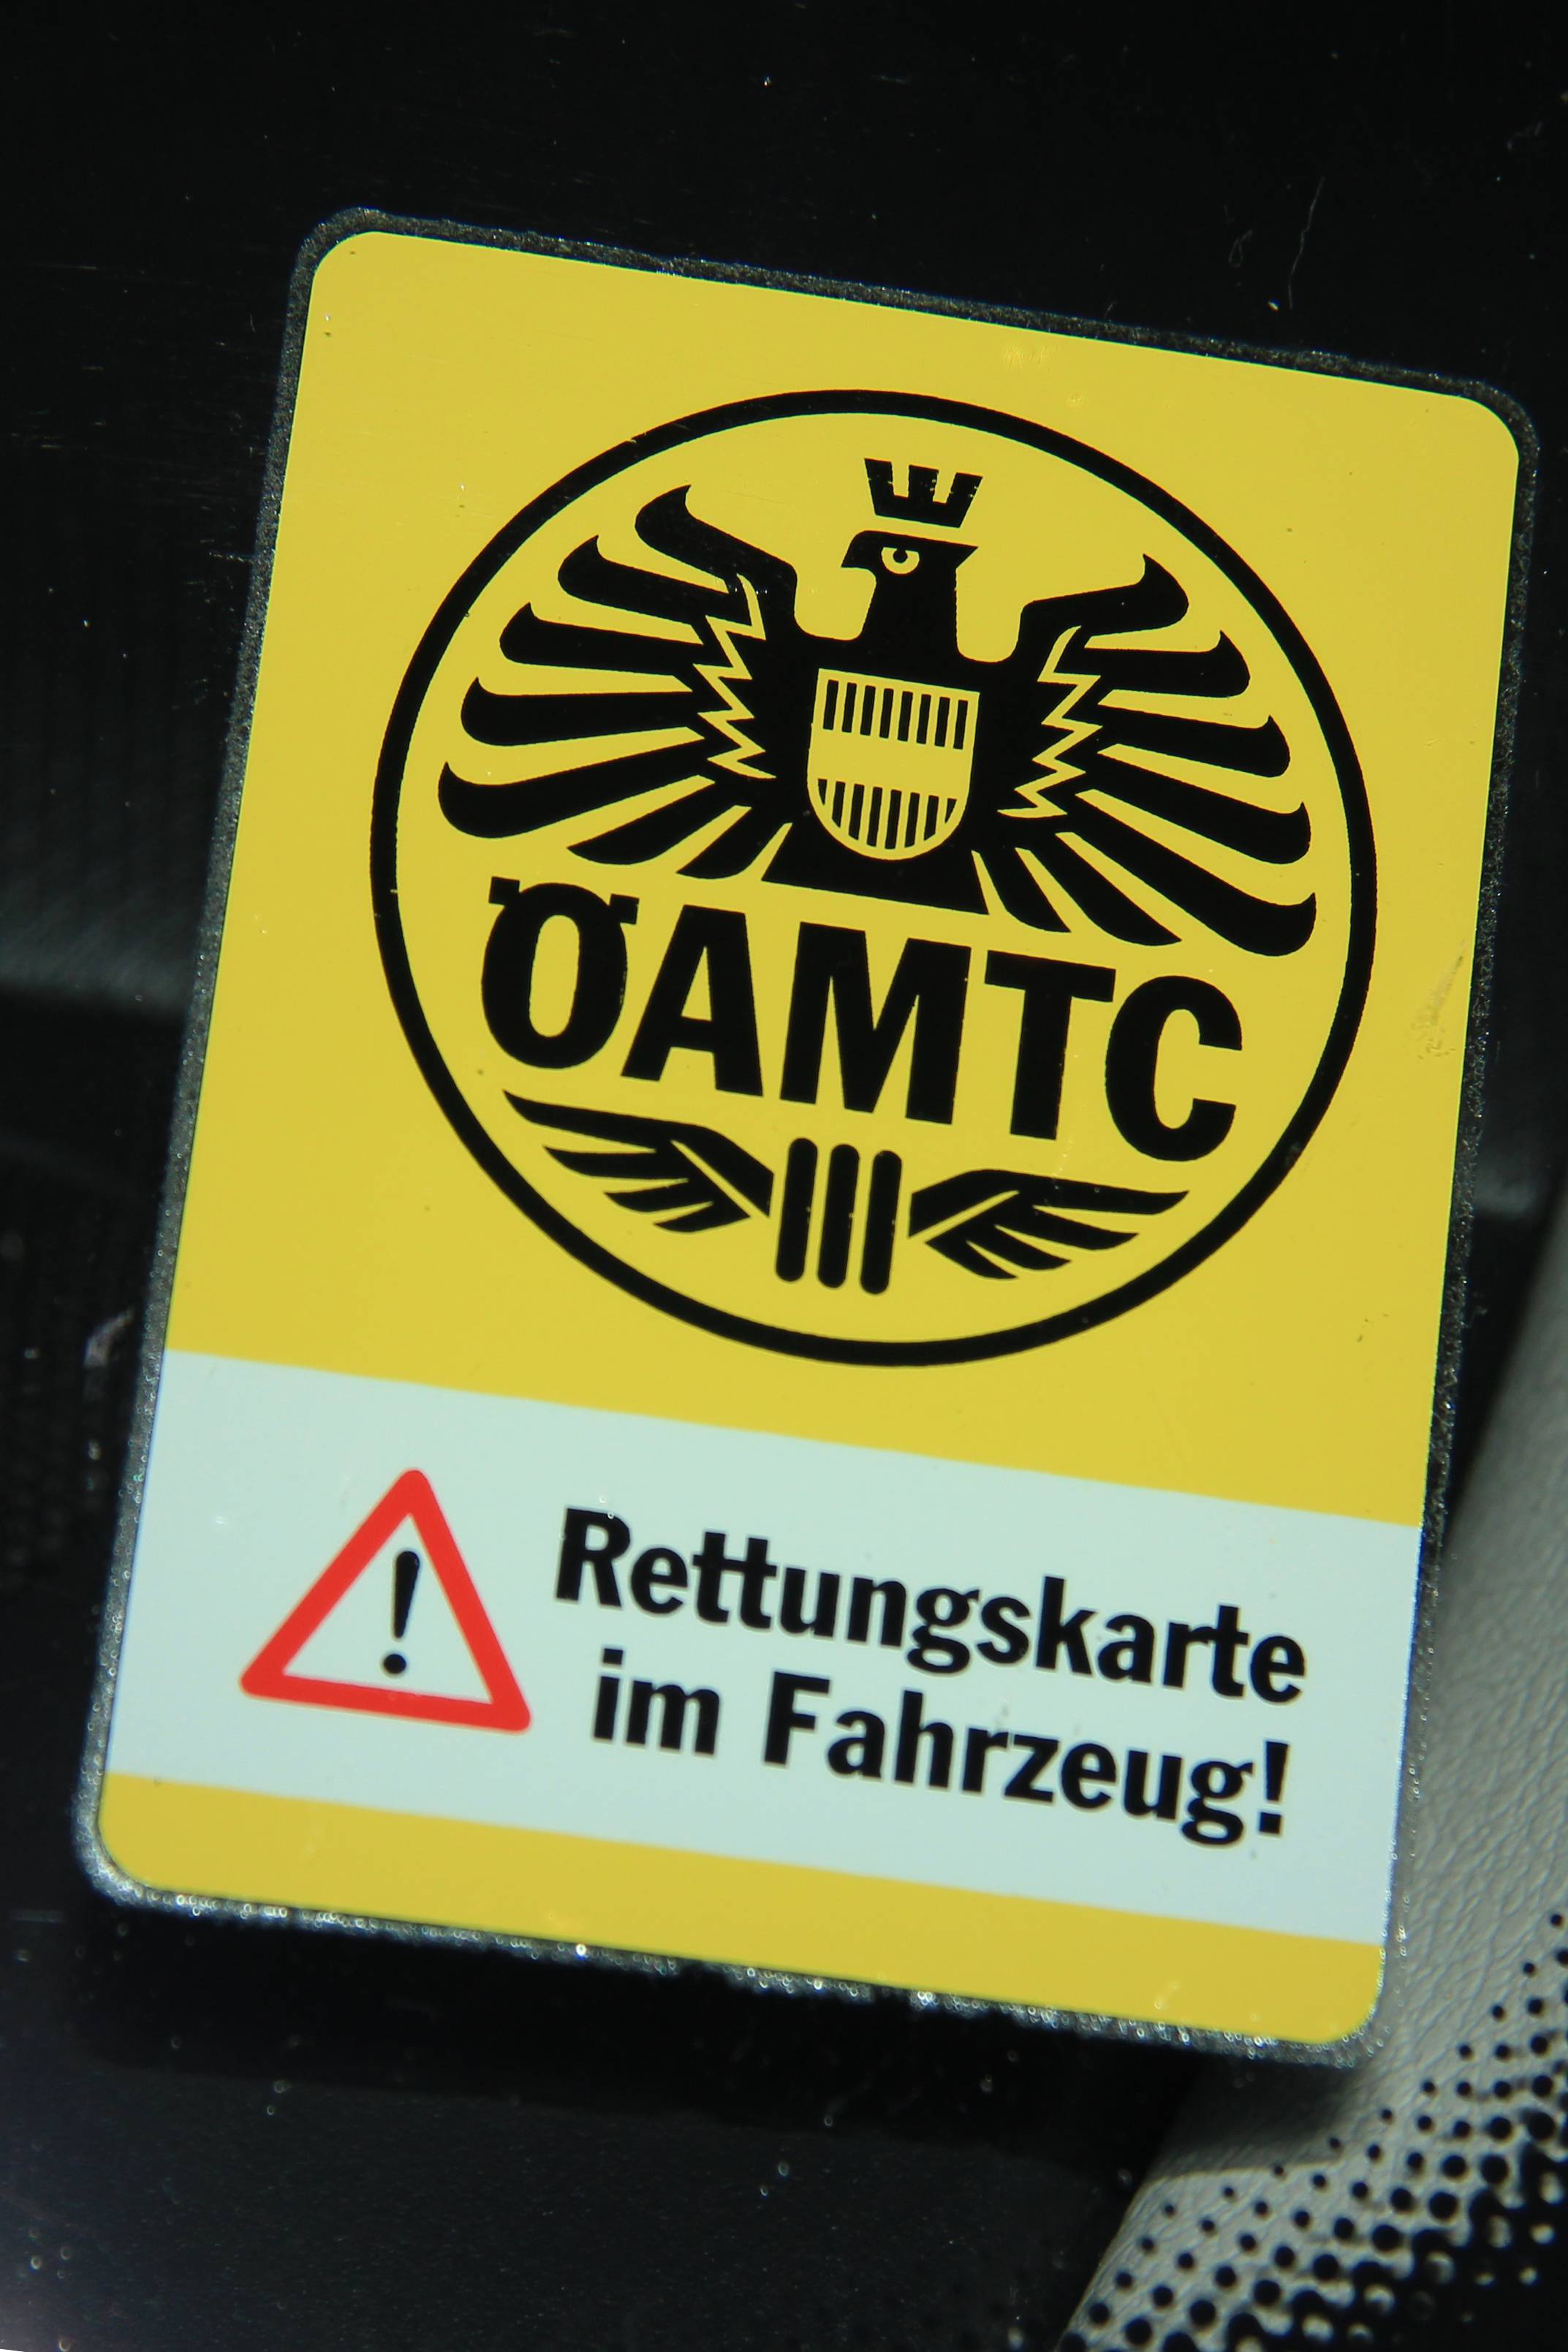 ÖAMTC
Rettungskarte
im Fahrzeug!